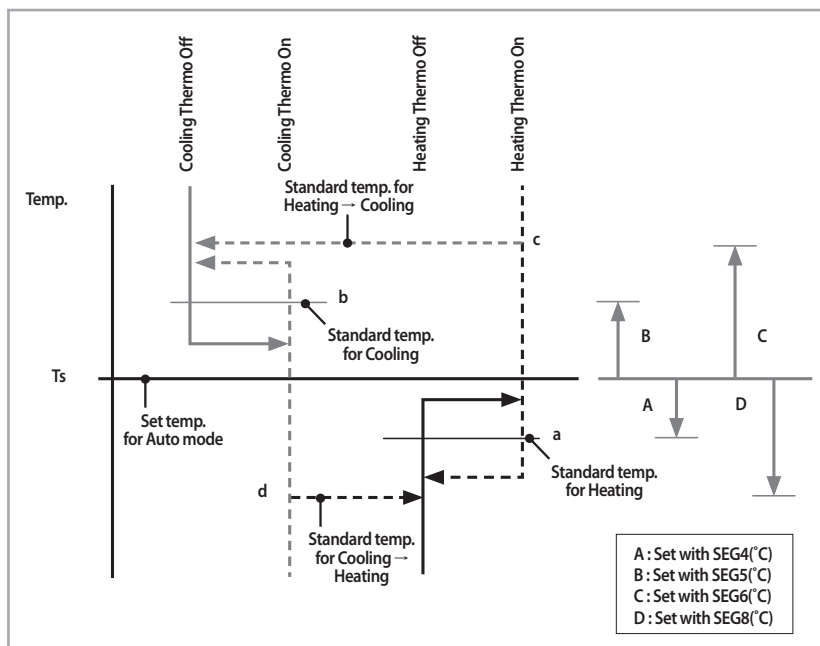 Cooling Thermo Off
Cooling Thermo On
Heating Thermo Off
Heating Thermo On
Temp.
Standard temp. for
Heating → Cooling
c
b
Standard temp.
for Cooling
B
C
Ts
Set temp.
for Auto mode
A
D
a
Standard temp.
for Heating
d
Standard temp.
for Cooling →
Heating
A : Set with SEG4(˚C)
B : Set with SEG5(˚C)
C : Set with SEG6(˚C)
D : Set with SEG8(˚C)